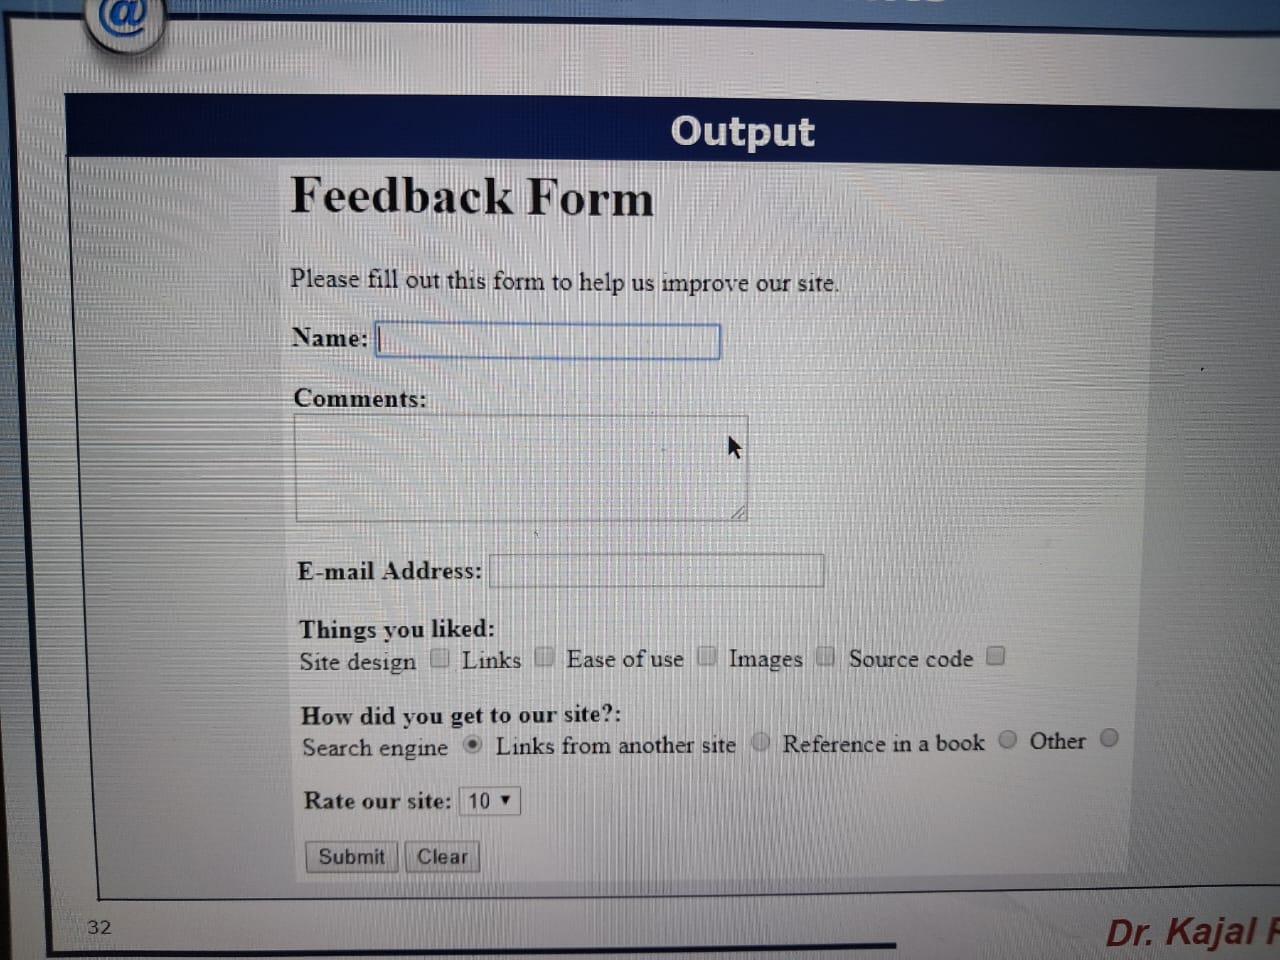 @
Output
Feedback Form
Please fill out this form to help us improve our site.
Name:
Comments:
E-mail Address:
Things you liked:
Site design Links Ease of use Images Source code
How did you get to our site?:
Search engine Links from another site Reference in a book Other
Rate our site: 10
Submit Clear
32
Dr. Kajal